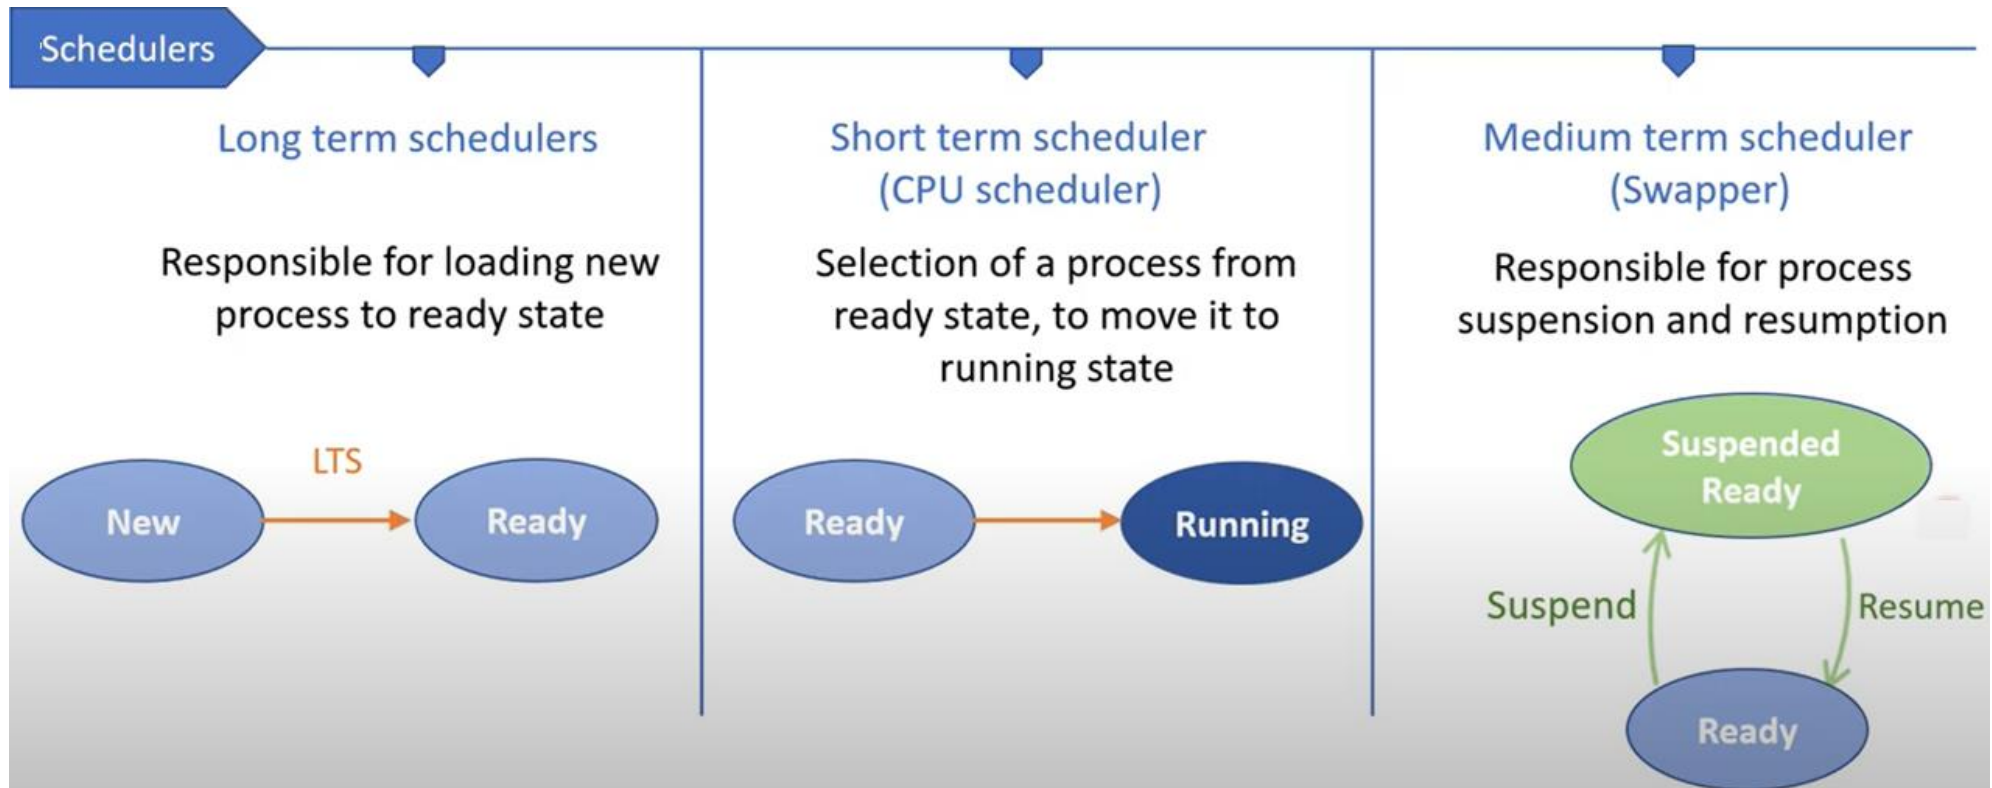 Schedulers
Long term schedulers
Responsible for loading new
process to ready state
LTS
New
Ready
Short term scheduler
(CPU scheduler)
Selection of a process from
ready state, to move it to
running state
Ready
Running
Medium term scheduler
(Swapper)
Responsible for process
suspension and resumption
Suspended
Ready
Suspend
Resume
Ready